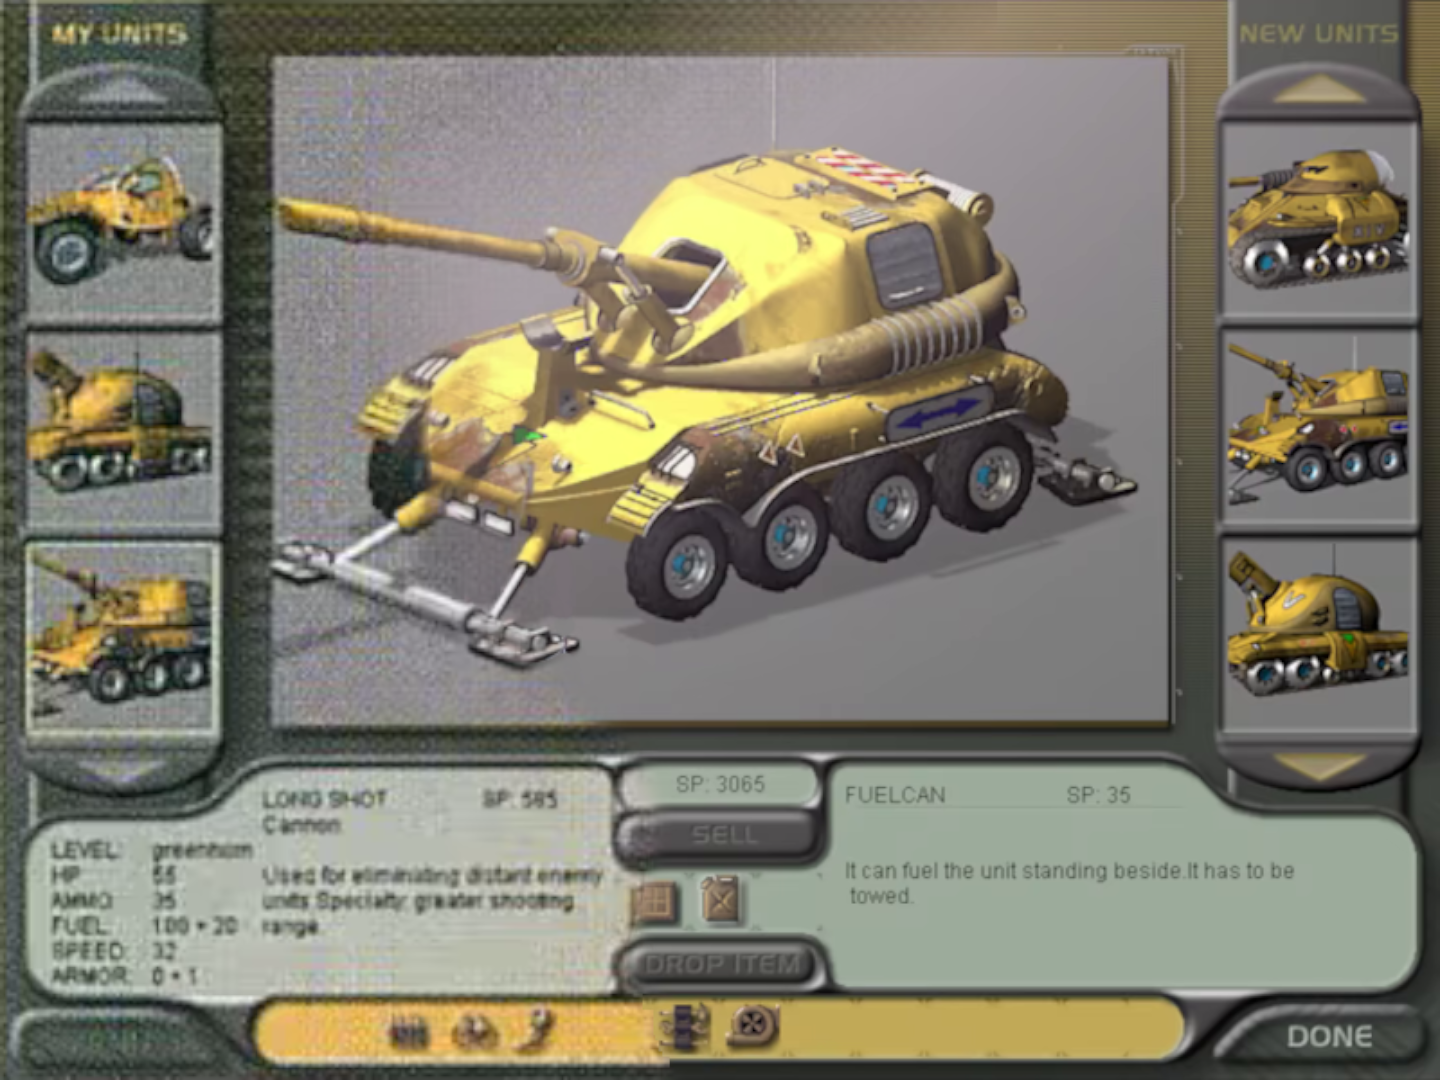 MY UNITS
NEW UNITS
LONG SHOT SP: 585
Cannon
LEVEL: greenhorn
HP 55
AMMO: 35
FUEL: 100 + 20
SPEED: 32
ARMOR: 0 + 1
Used for eliminating distant enemy
units Specialty: greater shooting
range.
SP: 3065
SELL
DROP ITEM
FUELCAN SP: 35
It can fuel the unit standing beside.It has to be
towed.
DONE